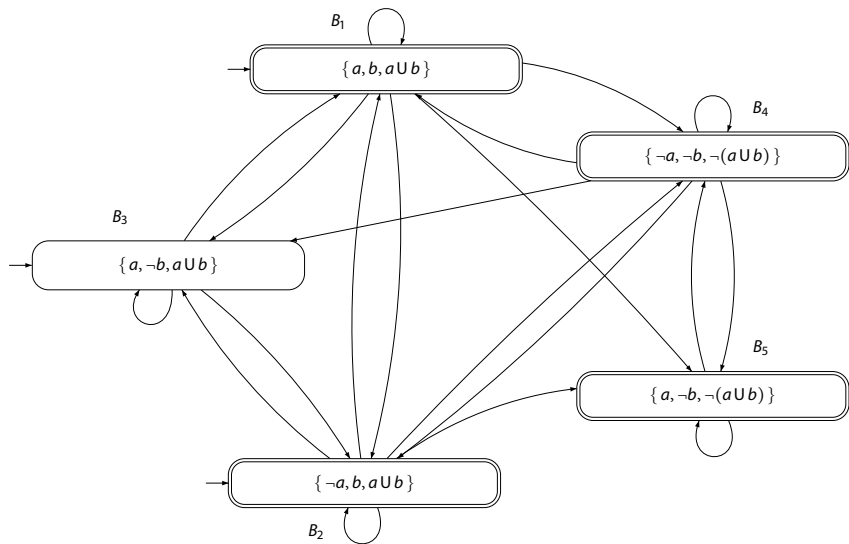 B₁
{ a, b, a U b }
B₄
{ ¬a, ¬b, ¬(a U b) }
B₃
{ a, ¬b, a U b }
B₅
{ a, ¬b, ¬(a U b) }
{ ¬a, b, a U b }
B₂